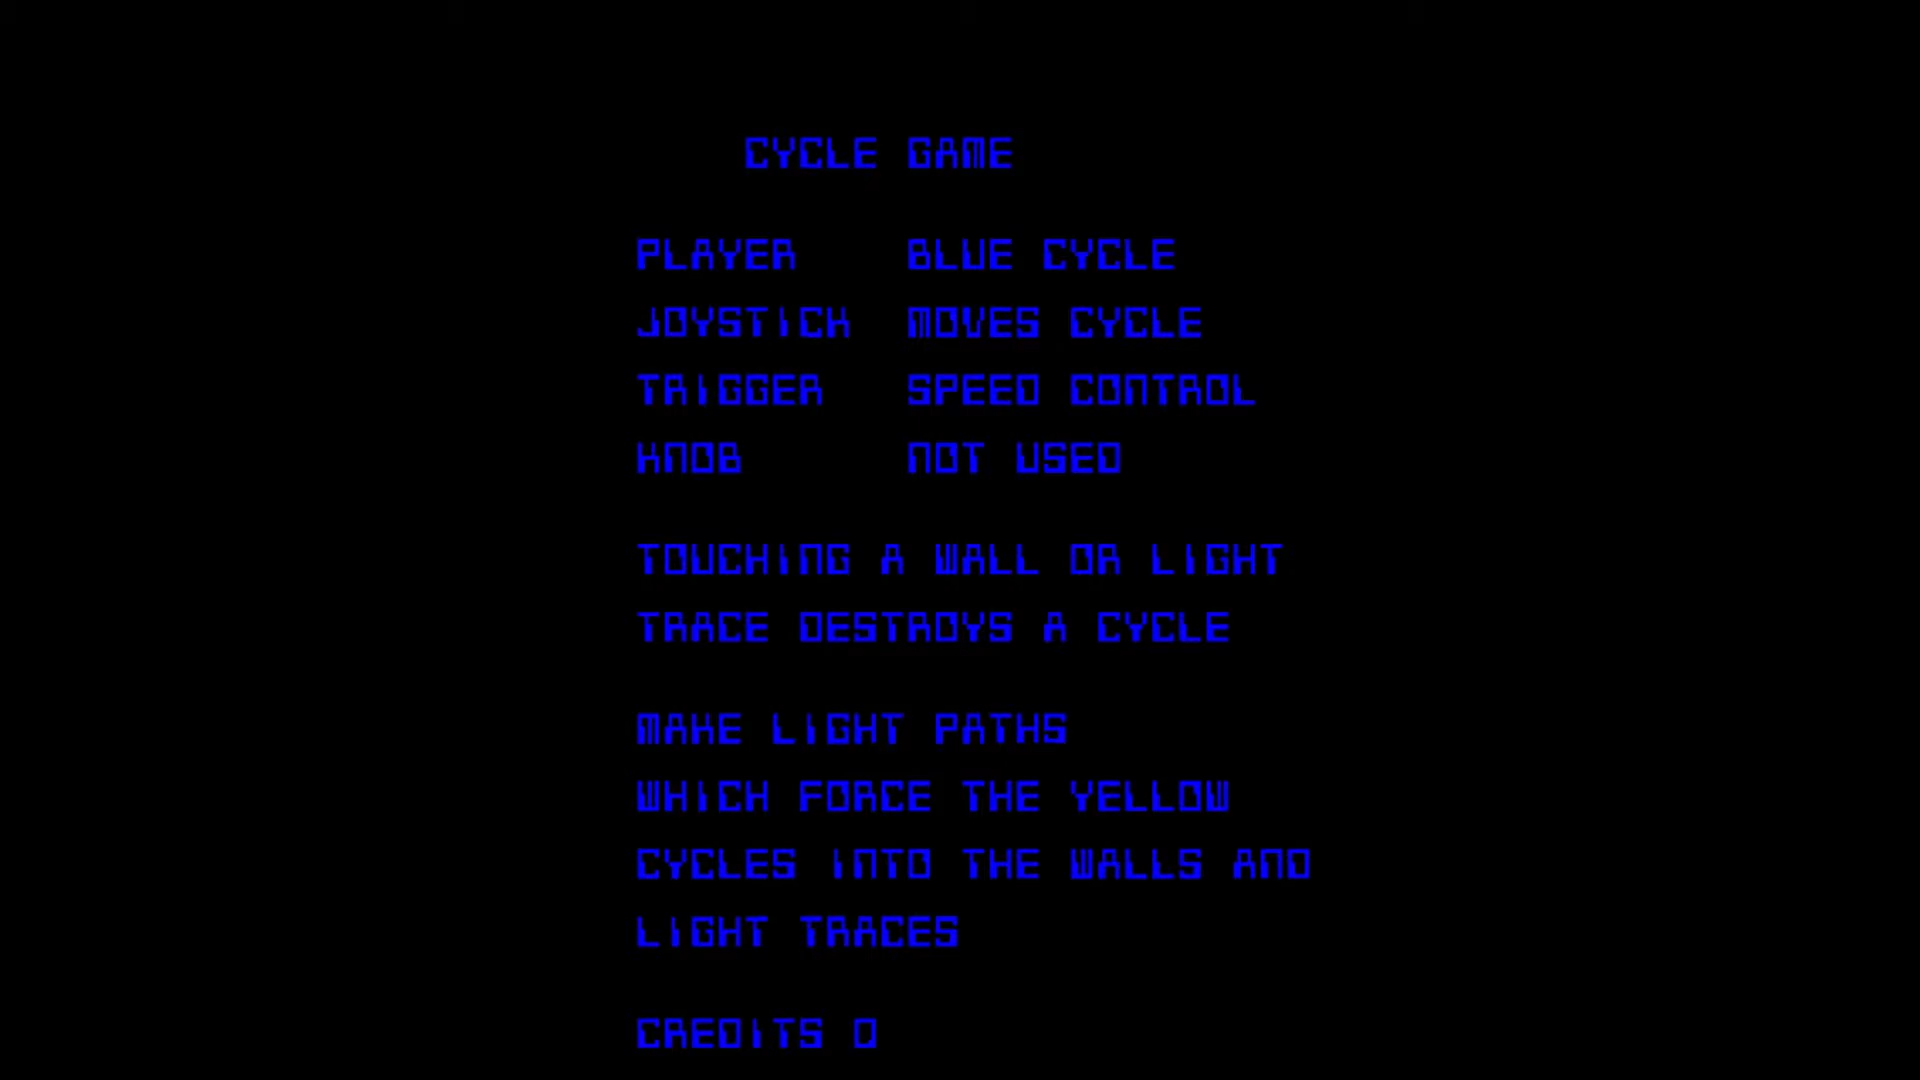 CYCLE GAME
PLAYER BLUE CYCLE
JOYSTICK MOVES CYCLE
TRIGGER SPEED CONTROL
KNOB NOT USED
TOUCHING A WALL OR LIGHT
TRACE DESTROYS A CYCLE
MAKE LIGHT PATHS
WHICH FORCE THE YELLOW
CYCLES INTO THE WALLS AND
LIGHT TRACES
CREDITS 0